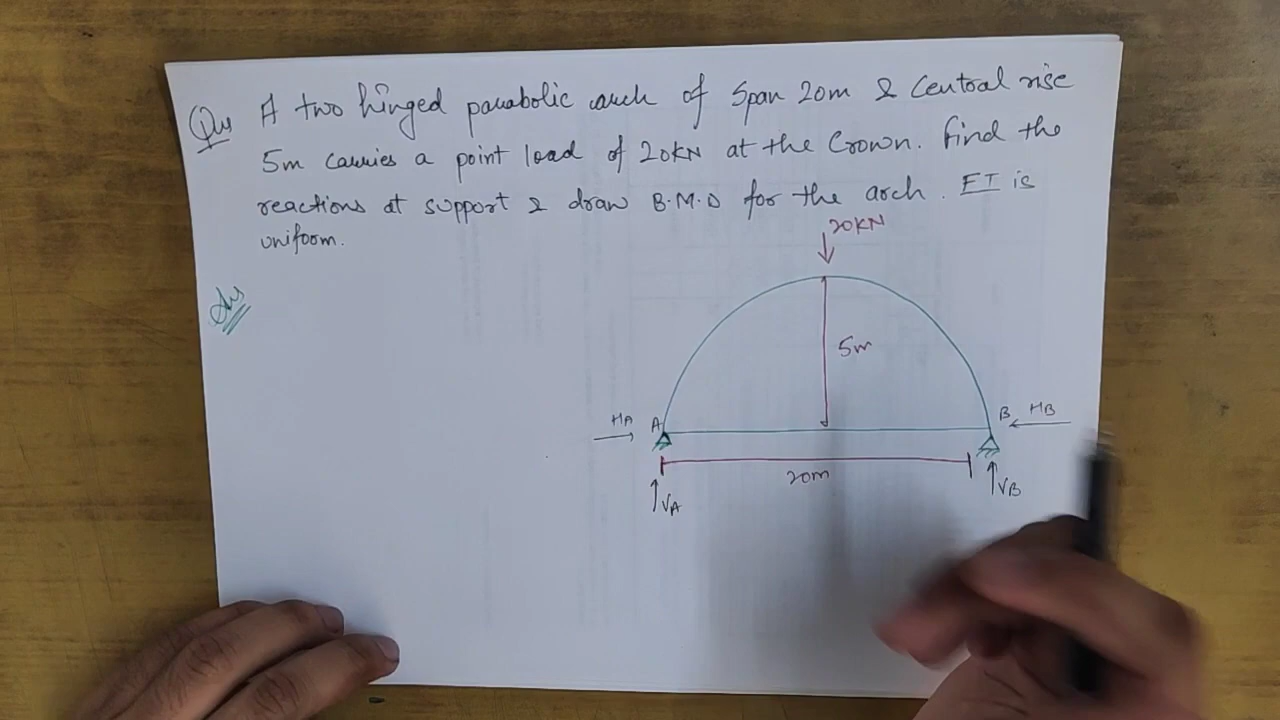 Qus A two hinged parabolic arch of Span 20m & Central rise
5m carries a point load of 20KN at the Crown. Find the
reactions at support & draw B.M.D for the arch. EI is
uniform.
20KN
Ans
5m
HA A B HB
20m
VA VB